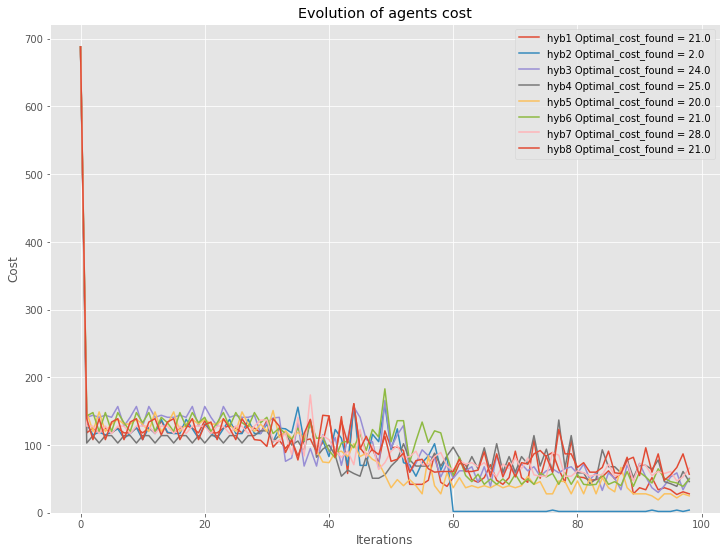 Evolution of agents cost
hyb1 Optimal_cost_found = 21.0
hyb2 Optimal_cost_found = 2.0
hyb3 Optimal_cost_found = 24.0
hyb4 Optimal_cost_found = 25.0
hyb5 Optimal_cost_found = 20.0
hyb6 Optimal_cost_found = 21.0
hyb7 Optimal_cost_found = 28.0
hyb8 Optimal_cost_found = 21.0
Cost
700
600
500
400
300
200
100
0
0 20 40 60 80 100
Iterations